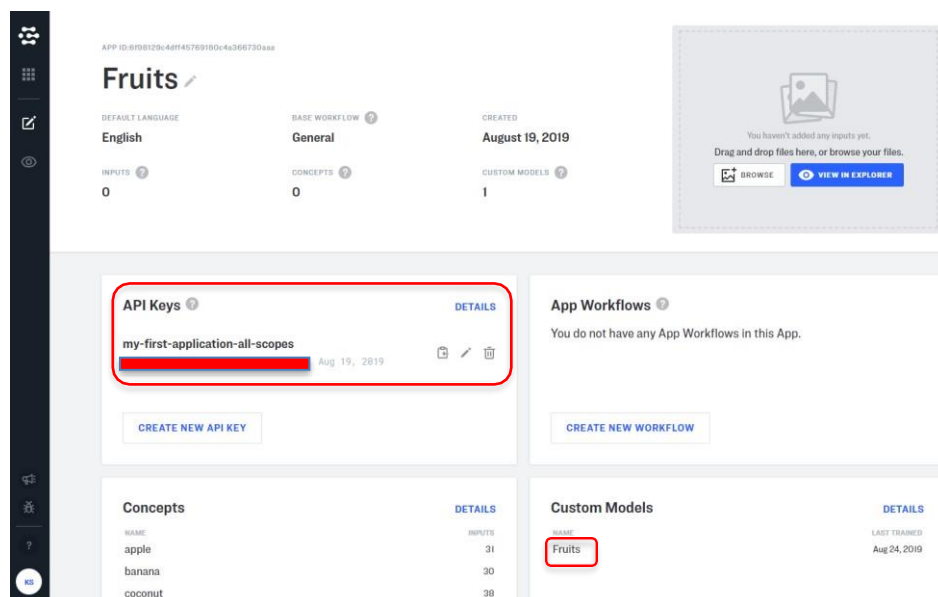 Fruits
DEFAULT LANGUAGE
English
BASE WORKFLOW ?
General
CREATED
August 19, 2019
INPUTS ?
0
CONCEPTS ?
0
CUSTOM MODELS ?
1
You haven't added any inputs yet.
Drag and drop files here, or browse your files.
BROWSE
VIEW IN EXPLORER
API Keys ?
DETAILS
my-first-application-all-scopes
Aug 19, 2019
CREATE NEW API KEY
App Workflows ?
You do not have any App Workflows in this App.
CREATE NEW WORKFLOW
Concepts
DETAILS
NAME
INPUTS
apple
31
banana
30
coconut
38
Custom Models
DETAILS
NAME
LAST TRAINED
Fruits
Aug 24, 2019
?
KS